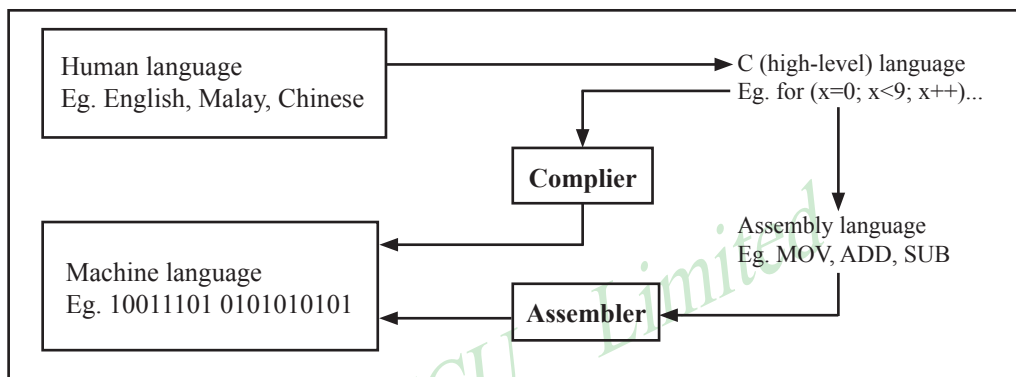 Human language
Eg. English, Malay, Chinese
C (high-level) language
Eg. for (x=0; x<9; x++)...
Complier
Assembly language
Eg. MOV, ADD, SUB
Machine language
Eg. 10011101 0101010101
Assembler
Limited